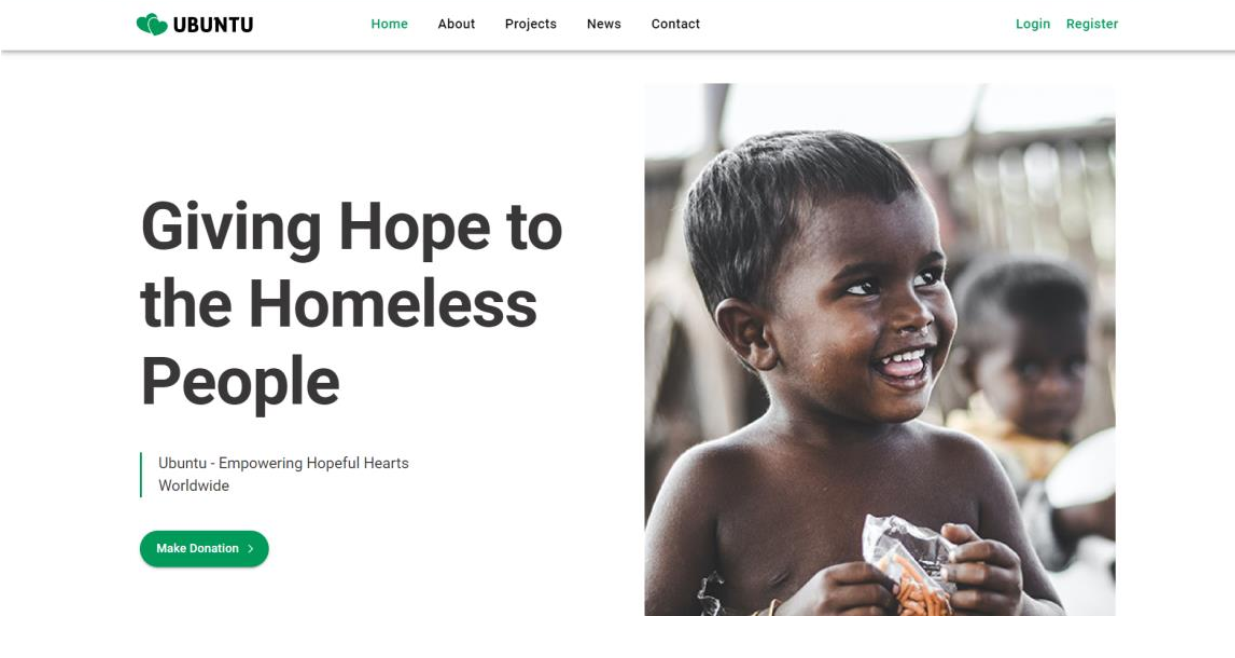 UBUNTU
Home About Projects News Contact
Login Register
Giving Hope to
the Homeless
People
Ubuntu - Empowering Hopeful Hearts
Worldwide
Make Donation